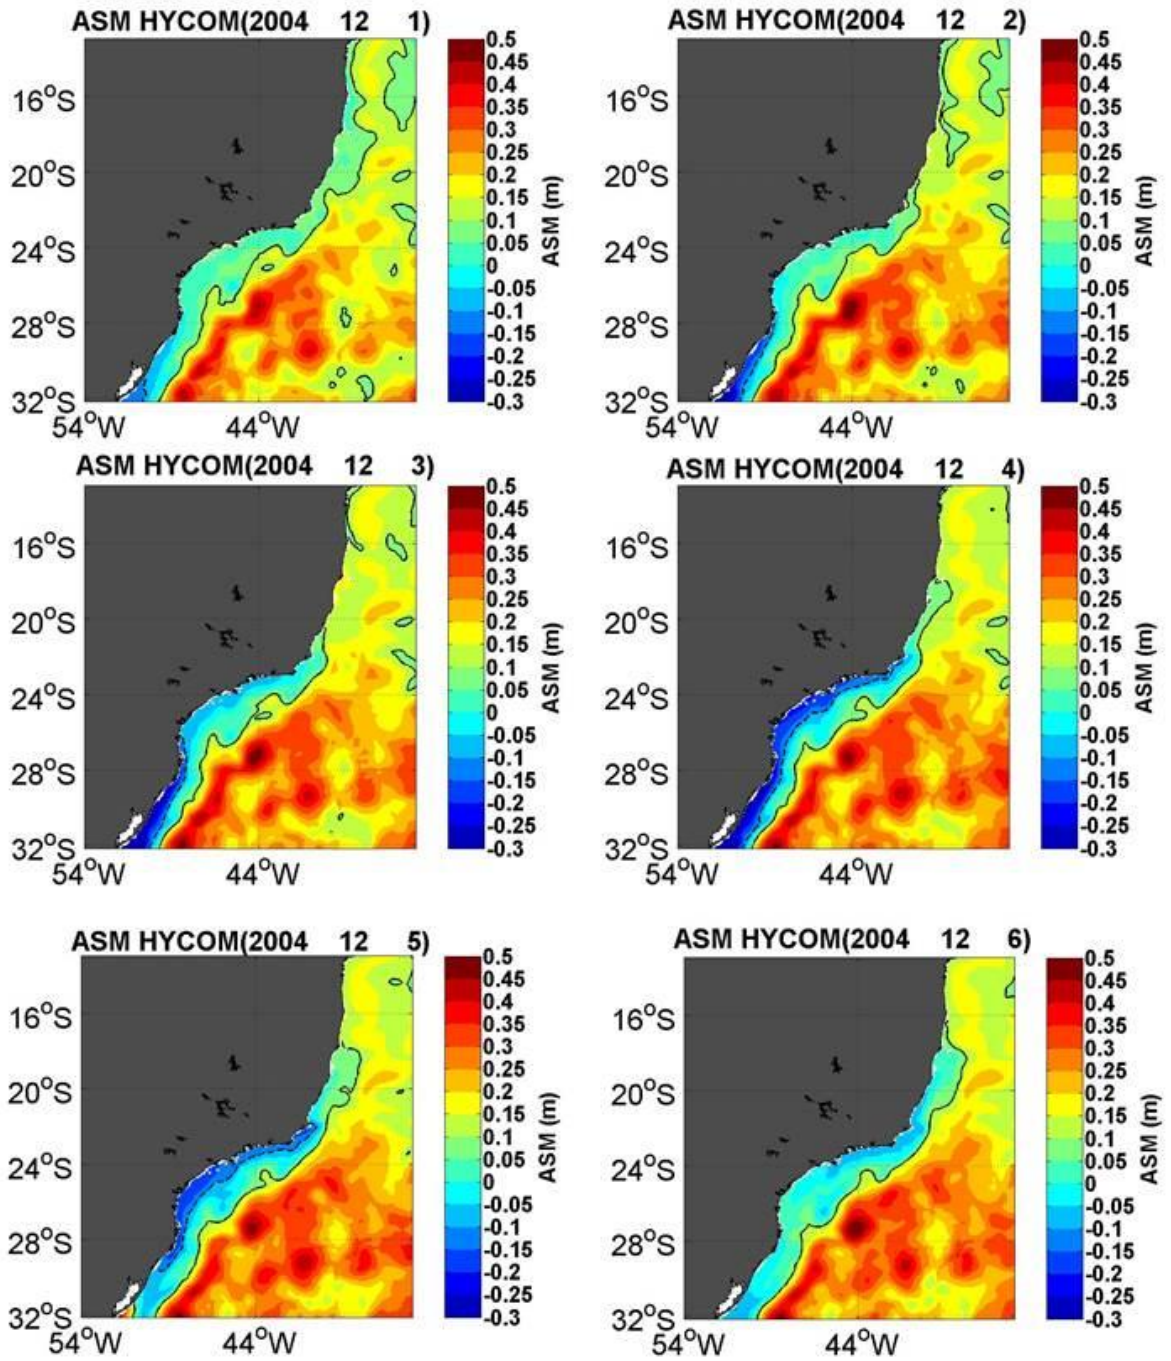 ASM HYCOM(2004 12 1)
16°S
20°S
24°S
28°S
32°S
54°W
44°W
0.5
0.45
0.4
0.35
0.3
0.25
0.2
0.15
0.1
0.05
0
-0.05
-0.1
-0.15
-0.2
-0.25
-0.3
ASM (m)
ASM HYCOM(2004 12 2)
16°S
20°S
24°S
28°S
32°S
54°W
44°W
0.5
0.45
0.4
0.35
0.3
0.25
0.2
0.15
0.1
0.05
0
-0.05
-0.1
-0.15
-0.2
-0.25
-0.3
ASM (m)
ASM HYCOM(2004 12 3)
16°S
20°S
24°S
28°S
32°S
54°W
44°W
0.5
0.45
0.4
0.35
0.3
0.25
0.2
0.15
0.1
0.05
0
-0.05
-0.1
-0.15
-0.2
-0.25
-0.3
ASM (m)
ASM HYCOM(2004 12 4)
16°S
20°S
24°S
28°S
32°S
54°W
44°W
0.5
0.45
0.4
0.35
0.3
0.25
0.2
0.15
0.1
0.05
0
-0.05
-0.1
-0.15
-0.2
-0.25
-0.3
ASM (m)
ASM HYCOM(2004 12 5)
16°S
20°S
24°S
28°S
32°S
54°W
44°W
0.5
0.45
0.4
0.35
0.3
0.25
0.2
0.15
0.1
0.05
0
-0.05
-0.1
-0.15
-0.2
-0.25
-0.3
ASM (m)
ASM HYCOM(2004 12 6)
16°S
20°S
24°S
28°S
32°S
54°W
44°W
0.5
0.45
0.4
0.35
0.3
0.25
0.2
0.15
0.1
0.05
0
-0.05
-0.1
-0.15
-0.2
-0.25
-0.3
ASM (m)